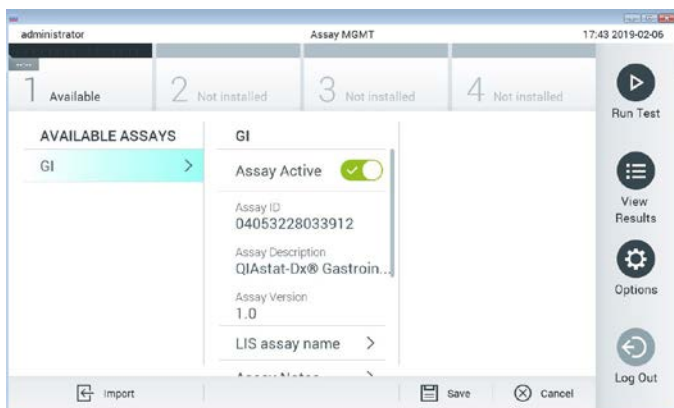 administrator
Assay MGMT
17:43 2019-02-06
1 Available
2 Not installed
3 Not installed
4 Not installed
Run Test
AVAILABLE ASSAYS
GI
GI
Assay Active
Assay ID
04053228033912
Assay Description
QIAstat-Dx® Gastroin...
Assay Version
1.0
LIS assay name
View
Results
Options
Log Out
Import
Save
Cancel